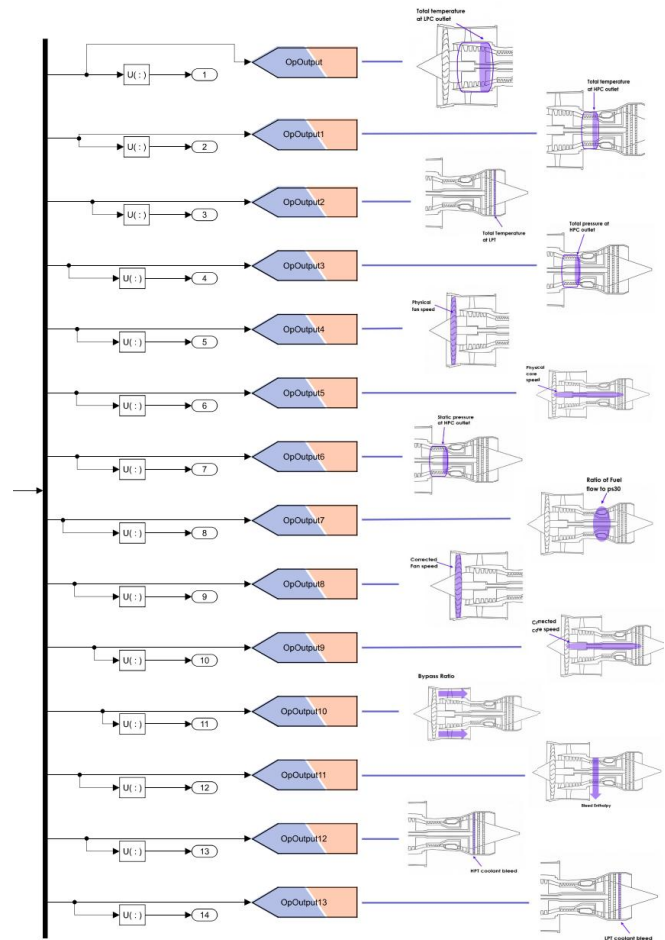 Total temperature
at LPC outlet
OpOutput
U( : )
1
Total temperature
at HPC outlet
OpOutput1
U( : )
2
OpOutput2
U( : )
3
Total Temperature
at LPT
Total pressure at
HPC outlet
OpOutput3
U( : )
4
Physical
fan speed
OpOutput4
U( : )
5
Physical
core
speed
OpOutput5
U( : )
6
Static pressure
at HPC outlet
OpOutput6
U( : )
7
Ratio of Fuel
flow to ps30
OpOutput7
U( : )
8
Corrected
Fan speed
OpOutput8
U( : )
9
Corrected
core speed
OpOutput9
U( : )
10
Bypass Ratio
OpOutput10
U( : )
11
OpOutput11
U( : )
12
Bleed Enthalpy
OpOutput12
U( : )
13
HPT coolant bleed
OpOutput13
U( : )
14
LPT coolant bleed